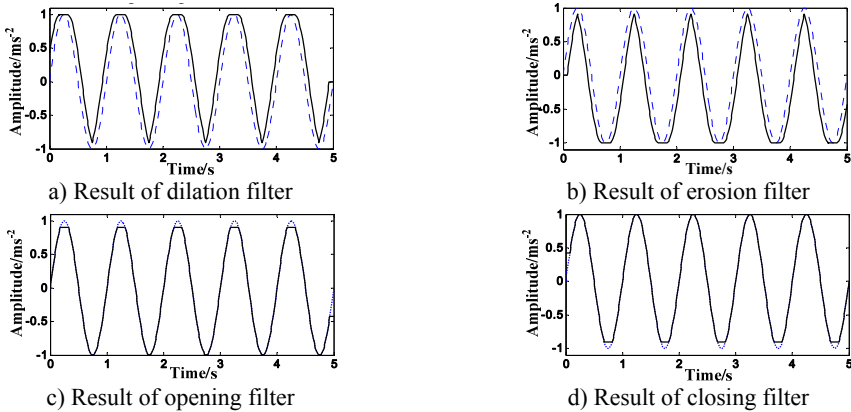 Amplitude/ms⁻²
1
0.5
0
-0.5
-1
0 1 2 3 4 5
Time/s
a) Result of dilation filter
Amplitude/ms⁻²
1
0.5
0
-0.5
-1
0 1 2 3 4 5
Time/s
b) Result of erosion filter
Amplitude/ms⁻²
1
0.5
0
-0.5
-1
0 1 2 3 4 5
Time/s
c) Result of opening filter
Amplitude/ms⁻²
1
0.5
0
-0.5
-1
0 1 2 3 4 5
Time/s
d) Result of closing filter